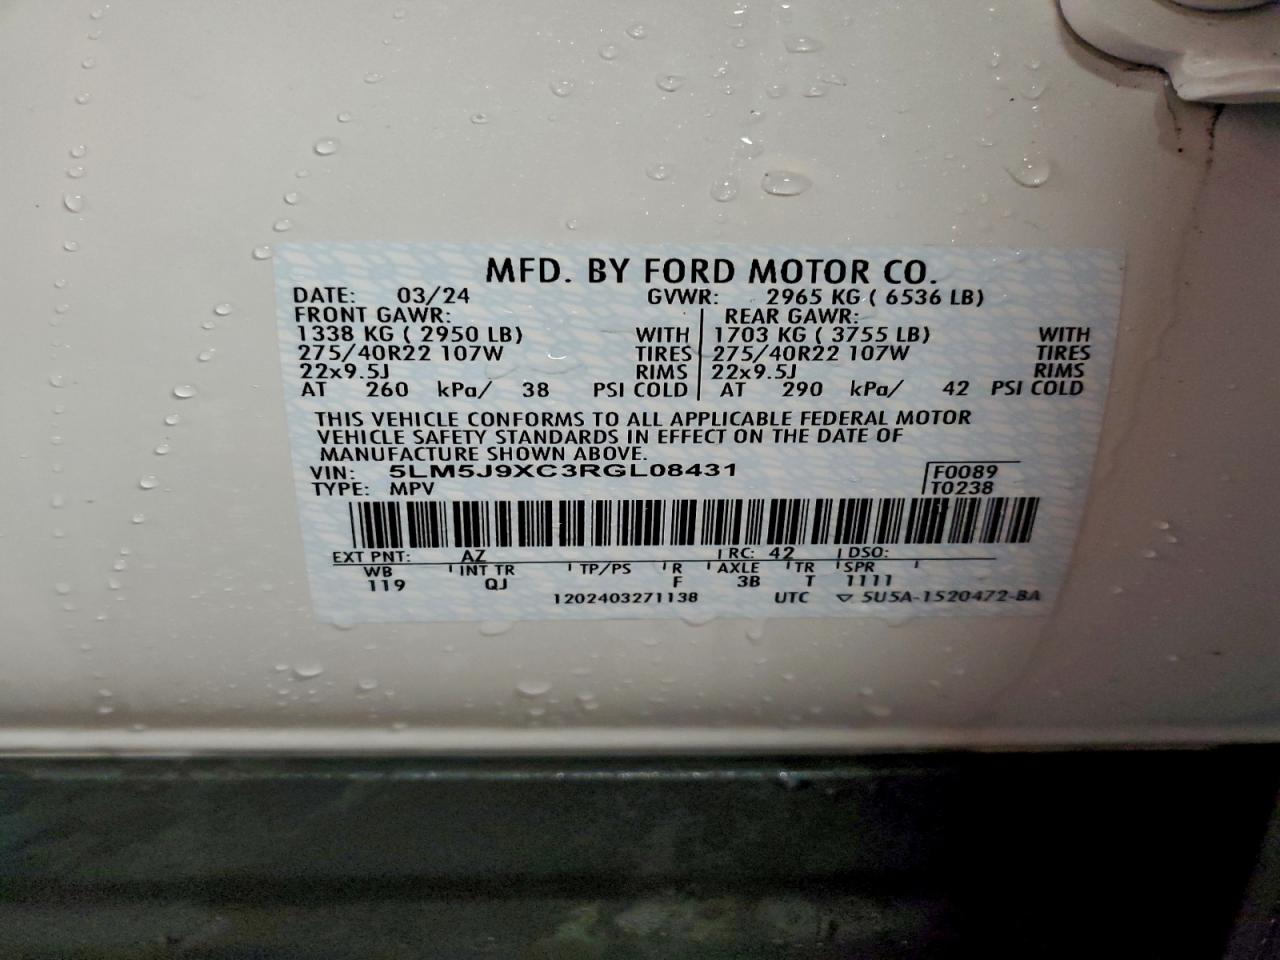 MFD. BY FORD MOTOR CO.
DATE: 03/24 GVWR: 2965 KG ( 6536 LB)
FRONT GAWR: REAR GAWR:
1338 KG ( 2950 LB) WITH 1703 KG ( 3755 LB) WITH
275/40R22 107W TIRES 275/40R22 107W TIRES
22x9.5J RIMS 22x9.5J RIMS
AT 260 kPa/ 38 PSI COLD AT 290 kPa/ 42 PSI COLD
THIS VEHICLE CONFORMS TO ALL APPLICABLE FEDERAL MOTOR
VEHICLE SAFETY STANDARDS IN EFFECT ON THE DATE OF
MANUFACTURE SHOWN ABOVE.
VIN: 5LM5J9XC3RGL08431 F0089
TYPE: MPV T0238
EXT PNT: AZ RC: 42 DSO:
WB INT TR TP/PS R AXLE TR SPR
119 QJ F 3B T 1111
1202403271138 UTC ▽ 5U5A-1520472-BA